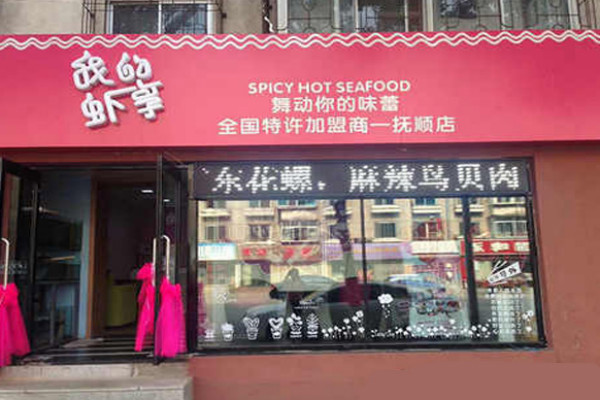 我的
虾享
SPICY HOT SEAFOOD
舞动你的味蕾
全国特许加盟商—抚顺店
东花螺，麻辣鸟贝肉